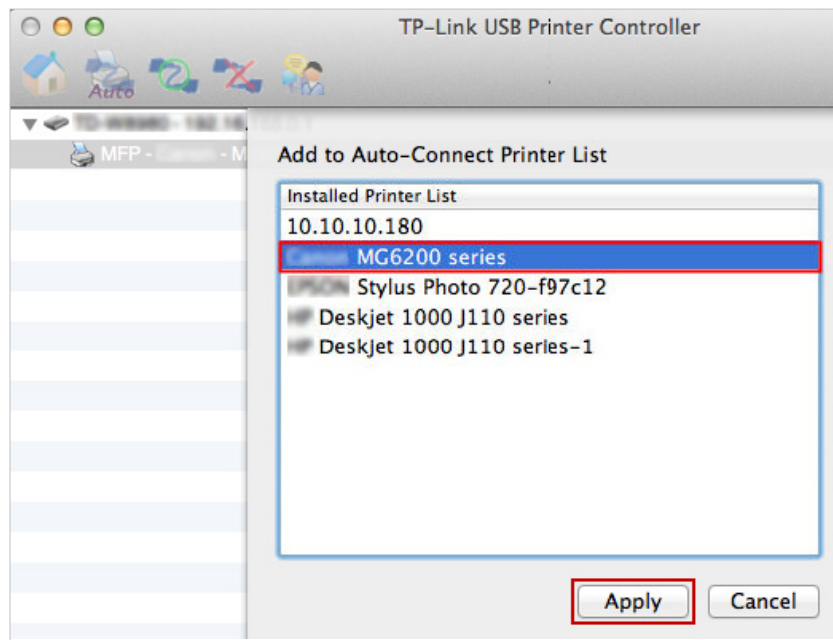 TP-Link USB Printer Controller
Auto
MFP - - M
Add to Auto-Connect Printer List
Installed Printer List
10.10.10.180
MG6200 series
Stylus Photo 720-f97c12
Deskjet 1000 J110 series
Deskjet 1000 J110 series-1
Apply
Cancel